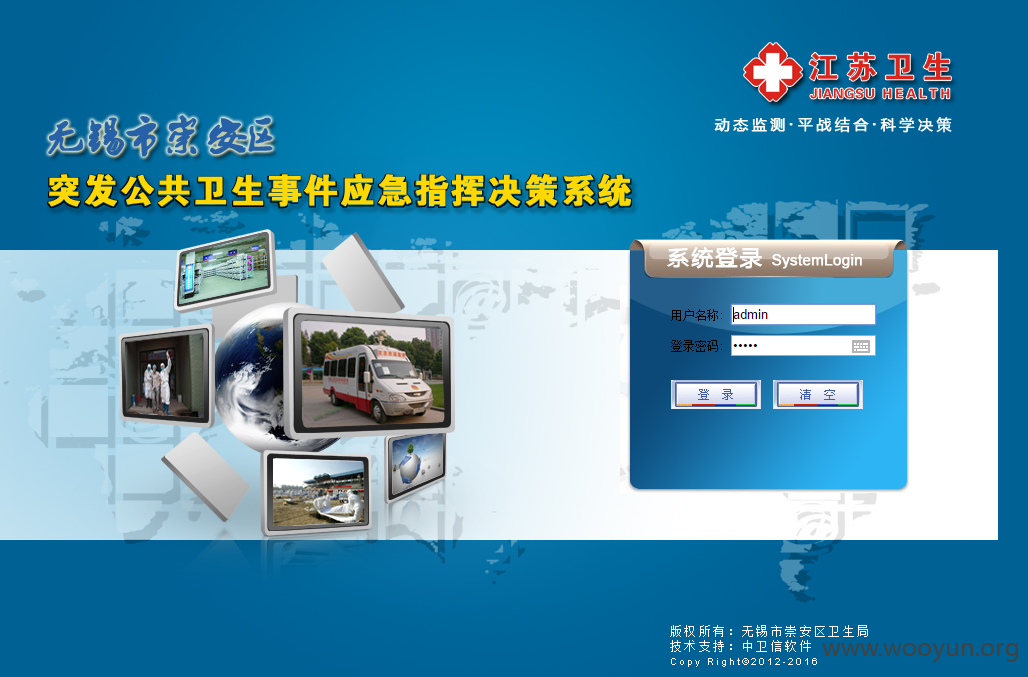 江苏卫生
JIANGSU HEALTH
动态监测·平战结合·科学决策
无锡市崇安区
突发公共卫生事件应急指挥决策系统
系统登录 SystemLogin
用户名称: admin
登录密码: •••••
登 录 清 空
版权所有：无锡市崇安区卫生局
技术支持：中卫信软件
Copy Right©2012-2016
www.wooyun.org